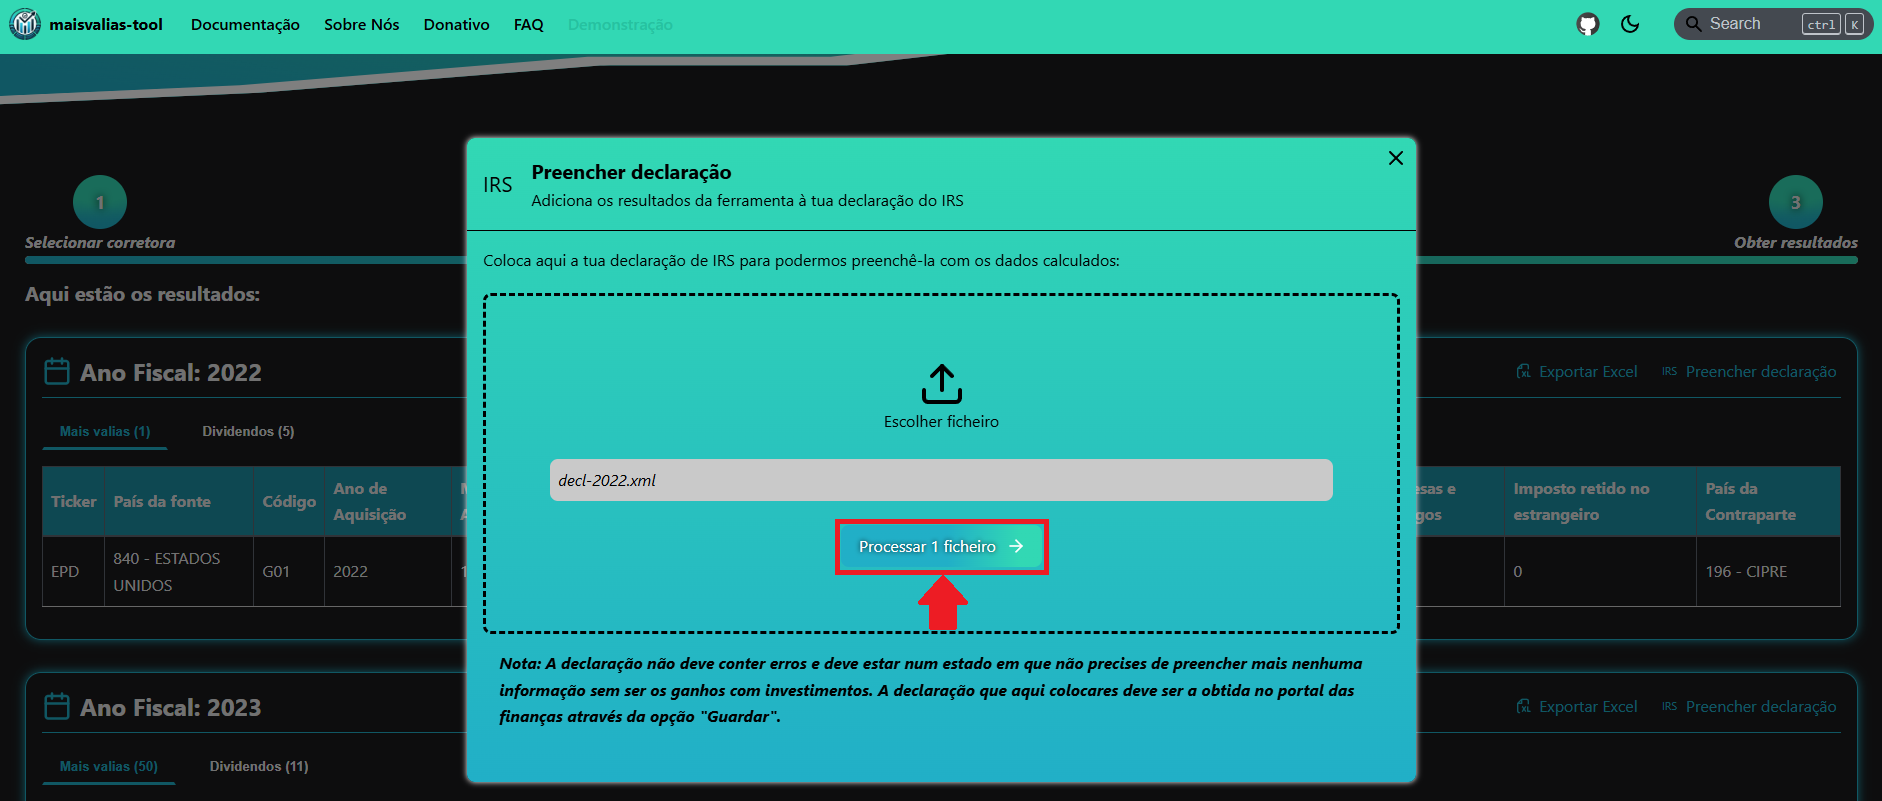 maisvalias-tool Documentação Sobre Nós Donativo FAQ Demonstração Search ctrl K
1
Selecionar corretora
3
Obter resultados
Aqui estão os resultados:
IRS
Preencher declaração
Adiciona os resultados da ferramenta à tua declaração do IRS
Coloca aqui a tua declaração de IRS para podermos preenchê-la com os dados calculados:
Escolher ficheiro
decl-2022.xml
Processar 1 ficheiro
Nota: A declaração não deve conter erros e deve estar num estado em que não precises de preencher mais nenhuma
informação sem ser os ganhos com investimentos. A declaração que aqui colocares deve ser a obtida no portal das
finanças através da opção "Guardar".
Ano Fiscal: 2022
Exportar Excel IRS Preencher declaração
Mais valias (1) Dividendos (5)
Ticker País da fonte Código Ano de
Aquisição
Imposto retido no
estrangeiro
País da
Contraparte
EPD 840 - ESTADOS
UNIDOS
G01 2022 0 196 - CIPRE
Ano Fiscal: 2023
Exportar Excel IRS Preencher declaração
Mais valias (50) Dividendos (11)